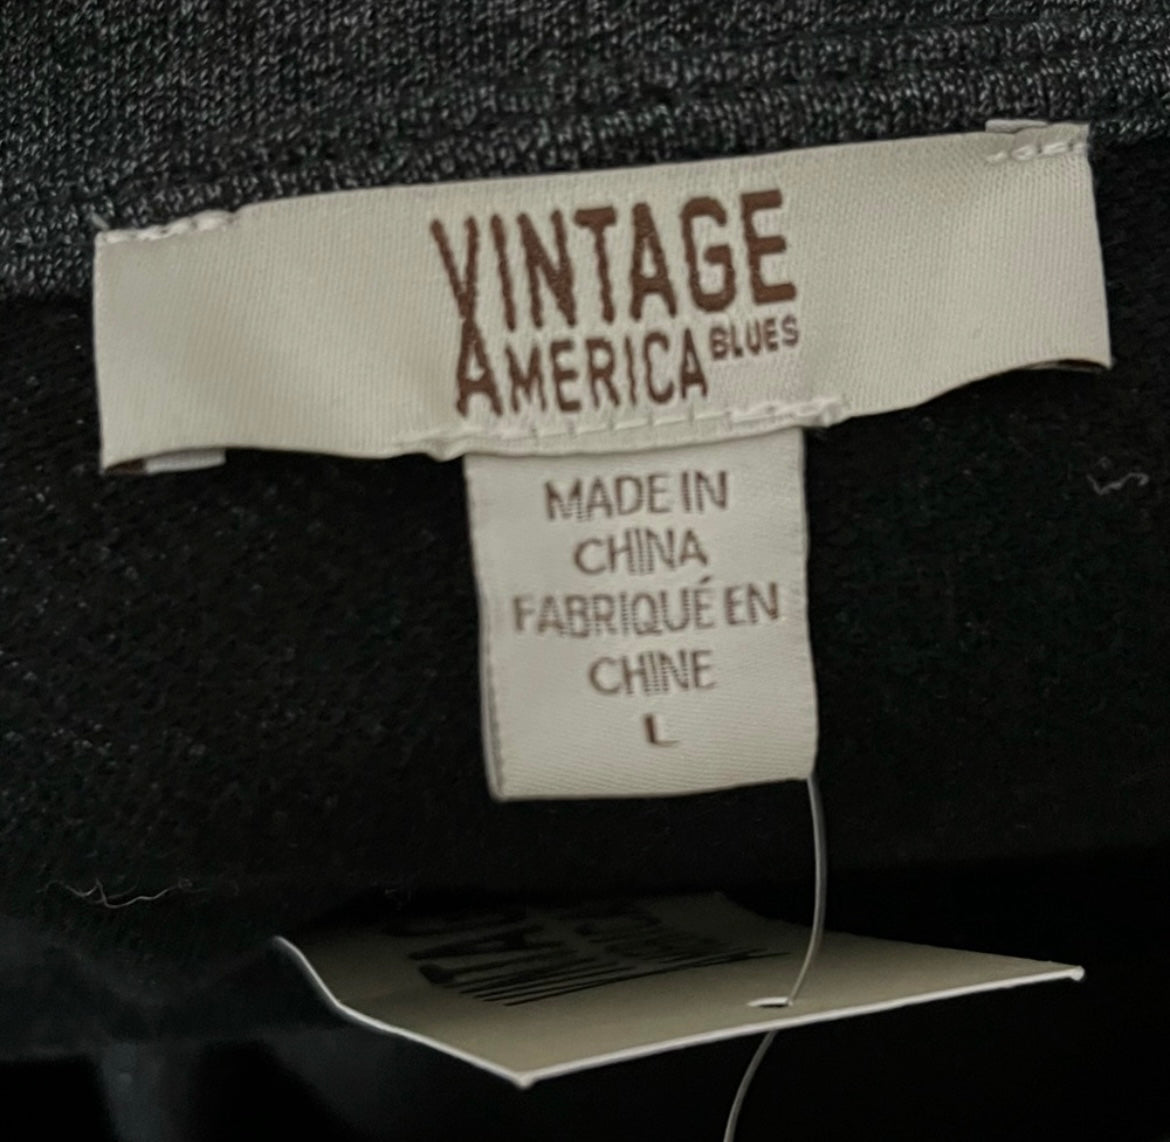 VINTAGE
AMERICA BLUES
MADE IN
CHINA
FABRIQUÉ EN
CHINE
L